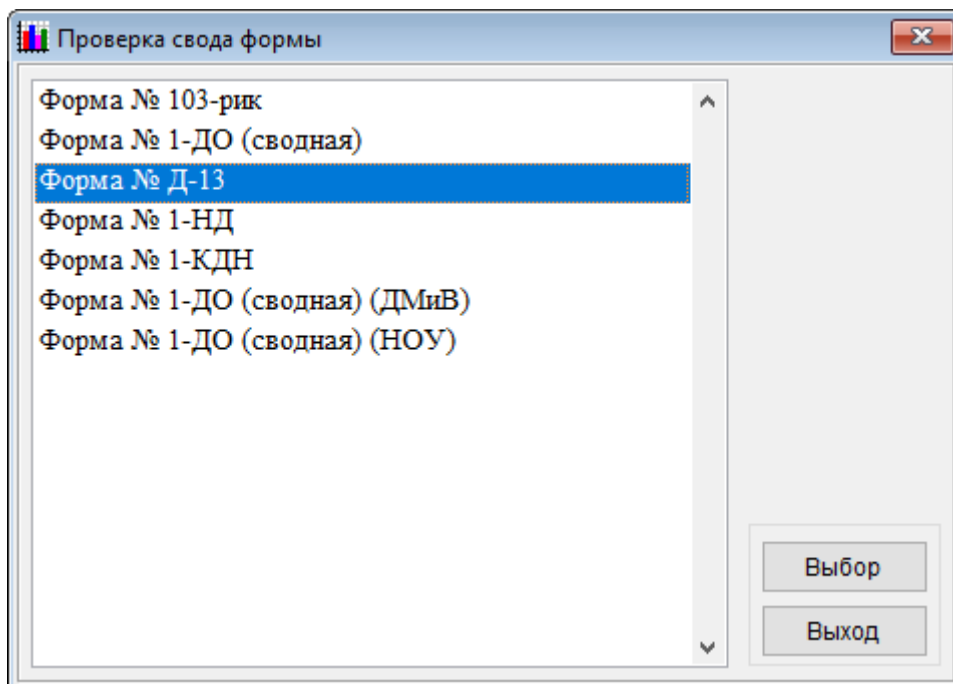 Проверка свода формы
Форма № 103-рик
Форма № 1-ДО (сводная)
Форма № Д-13
Форма № 1-НД
Форма № 1-КДН
Форма № 1-ДО (сводная) (ДМиВ)
Форма № 1-ДО (сводная) (НОУ)
Выбор
Выход